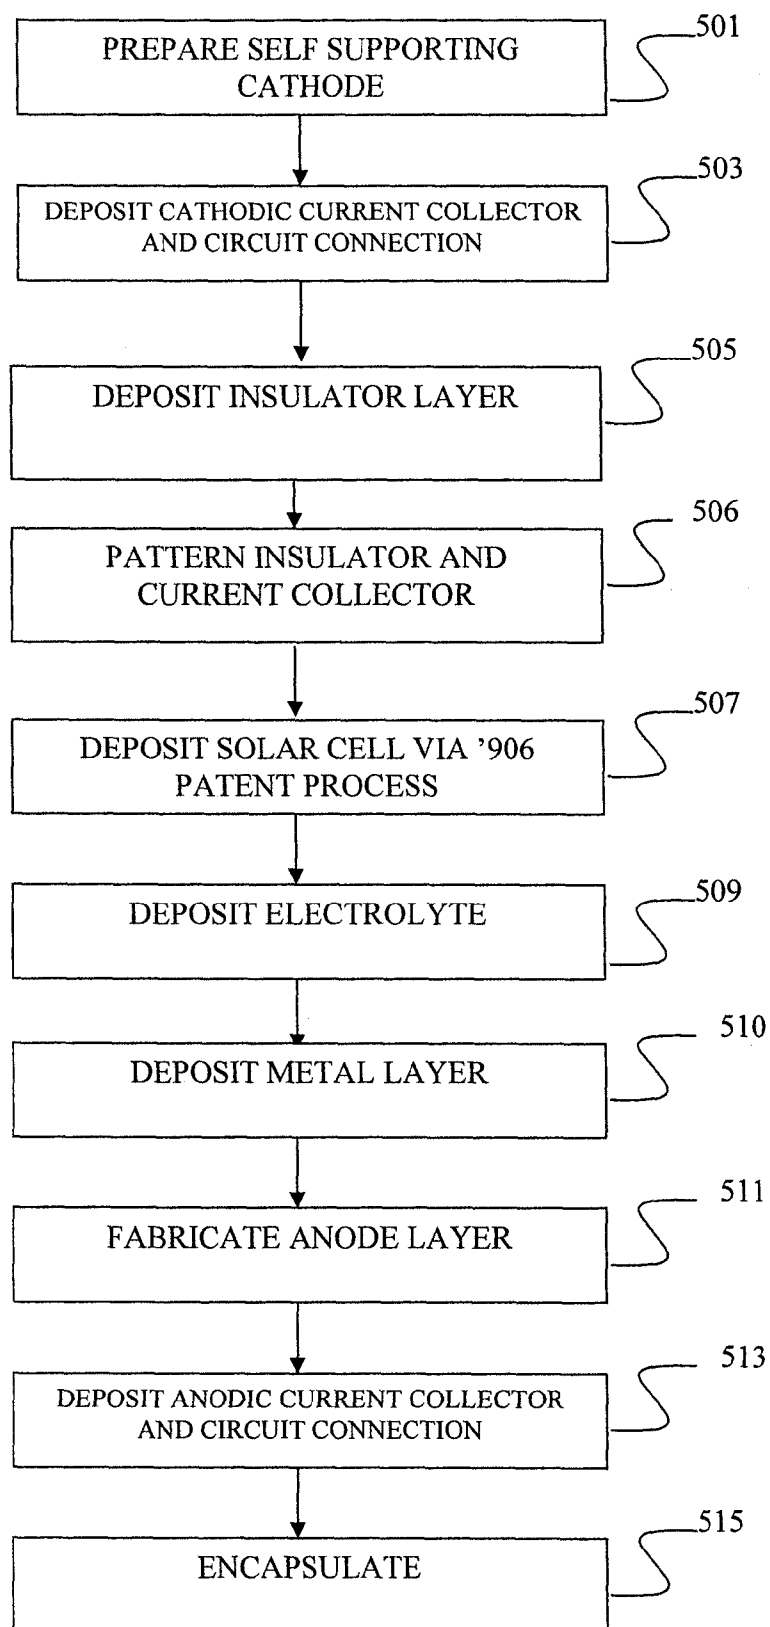 501
PREPARE SELF SUPPORTING
CATHODE
503
DEPOSIT CATHODIC CURRENT COLLECTOR
AND CIRCUIT CONNECTION
505
DEPOSIT INSULATOR LAYER
506
PATTERN INSULATOR AND
CURRENT COLLECTOR
507
DEPOSIT SOLAR CELL VIA ’906
PATENT PROCESS
509
DEPOSIT ELECTROLYTE
510
DEPOSIT METAL LAYER
511
FABRICATE ANODE LAYER
513
DEPOSIT ANODIC CURRENT COLLECTOR
AND CIRCUIT CONNECTION
515
ENCAPSULATE